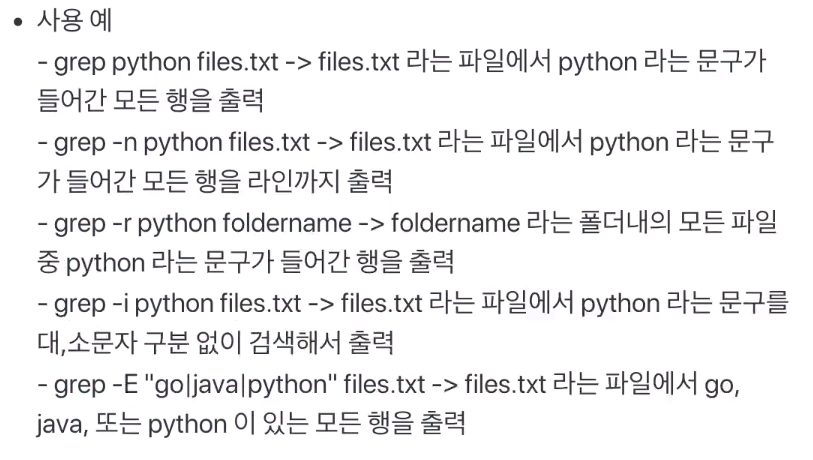 • 사용 예
- grep python files.txt -> files.txt 라는 파일에서 python 라는 문구가
들어간 모든 행을 출력
- grep -n python files.txt -> files.txt 라는 파일에서 python 라는 문구
가 들어간 모든 행을 라인까지 출력
- grep -r python foldername -> foldername 라는 폴더내의 모든 파일
중 python 라는 문구가 들어간 행을 출력
- grep -i python files.txt -> files.txt 라는 파일에서 python 라는 문구를
대,소문자 구분 없이 검색해서 출력
- grep -E "go|java|python" files.txt -> files.txt 라는 파일에서 go,
java, 또는 python 이 있는 모든 행을 출력